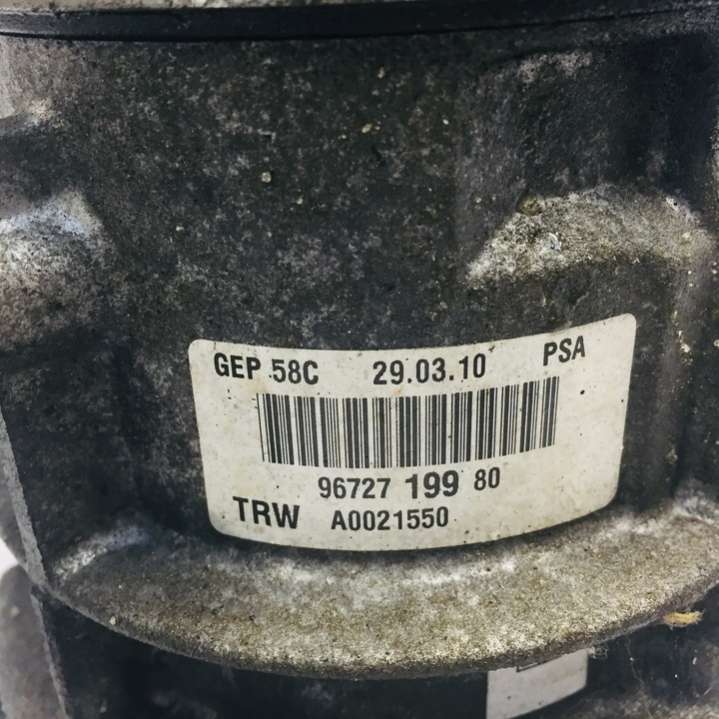 GEP 58C 29.03.10 PSA
96727 199 80
TRW A0021550